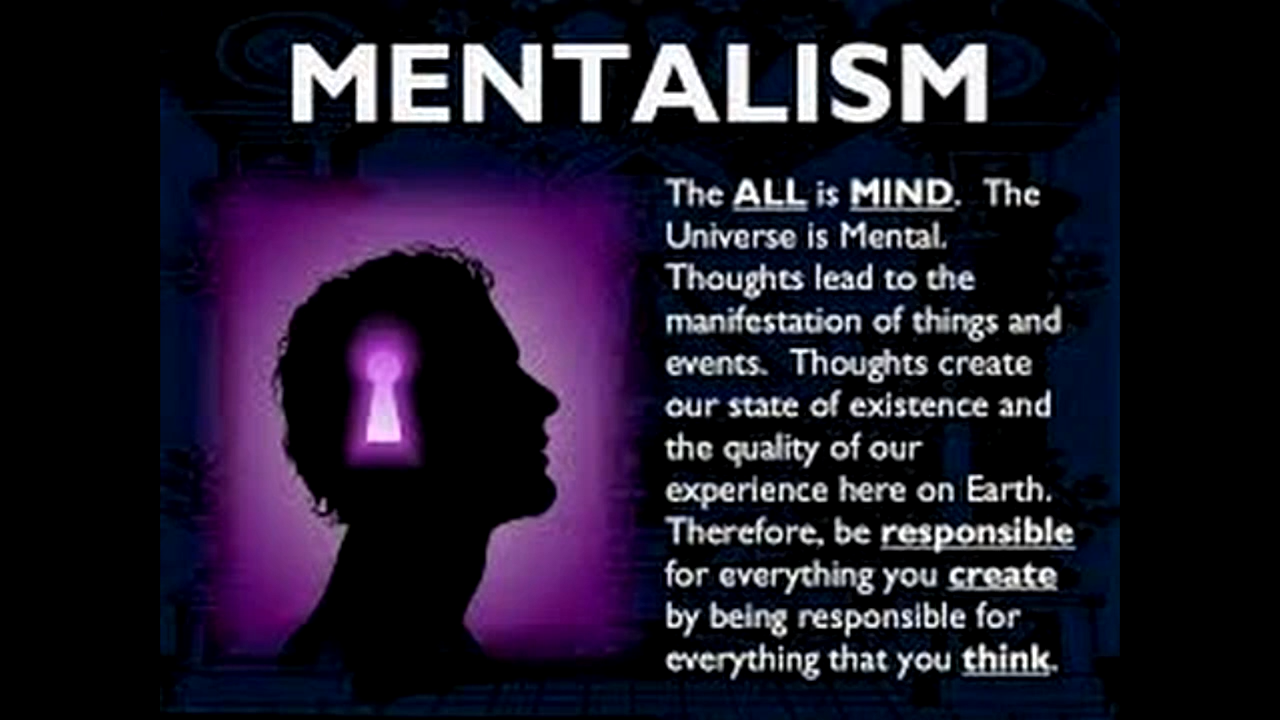 MENTALISM
The ALL is MIND. The
Universe is Mental.
Thoughts lead to the
manifestation of things and
events. Thoughts create
our state of existence and
the quality of our
experience here on Earth.
Therefore, be responsible
for everything you create
by being responsible for
everything that you think.